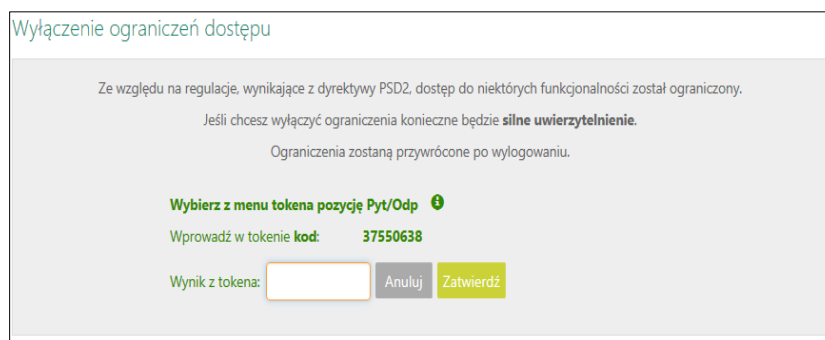 Wyłączenie ograniczeń dostępu
Ze względu na regulacje, wynikające z dyrektywy PSD2, dostęp do niektórych funkcjonalności został ograniczony.
Jeśli chcesz wyłączyć ograniczenia konieczne będzie silne uwierzytelnienie.
Ograniczenia zostaną przywrócone po wylogowaniu.
Wybierz z menu tokena pozycję Pyt/Odp
Wprowadź w tokenie kod: 37550638
Wynik z tokena: Anuluj Zatwierdź